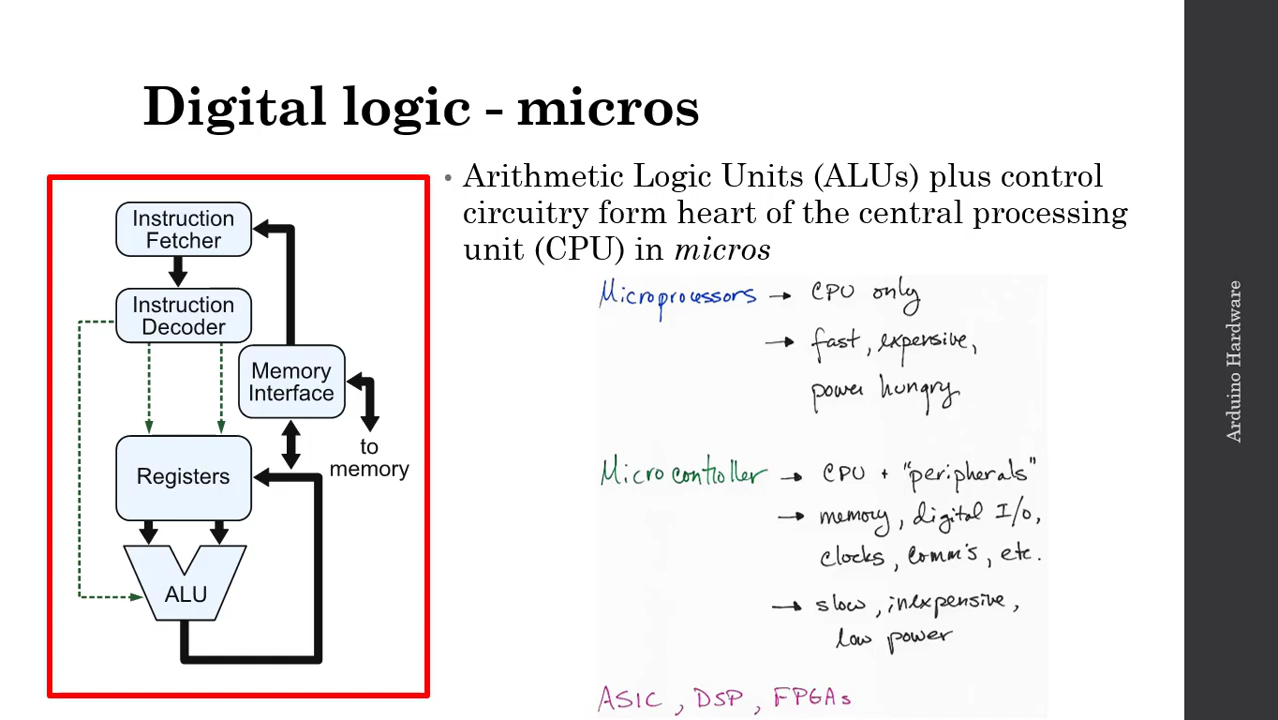 Digital logic - micros
Instruction
Fetcher
Instruction
Decoder
Memory
Interface
to
memory
Registers
ALU
• Arithmetic Logic Units (ALUs) plus control
circuitry form heart of the central processing
unit (CPU) in micros
Microprocessors → CPU only
→ fast, expensive,
power hungry
Microcontroller → CPU + "peripherals"
→ memory, digital I/O,
clocks, comm's, etc.
→ slow, inexpensive,
low power
ASIC, DSP, FPGAs
Arduino Hardware